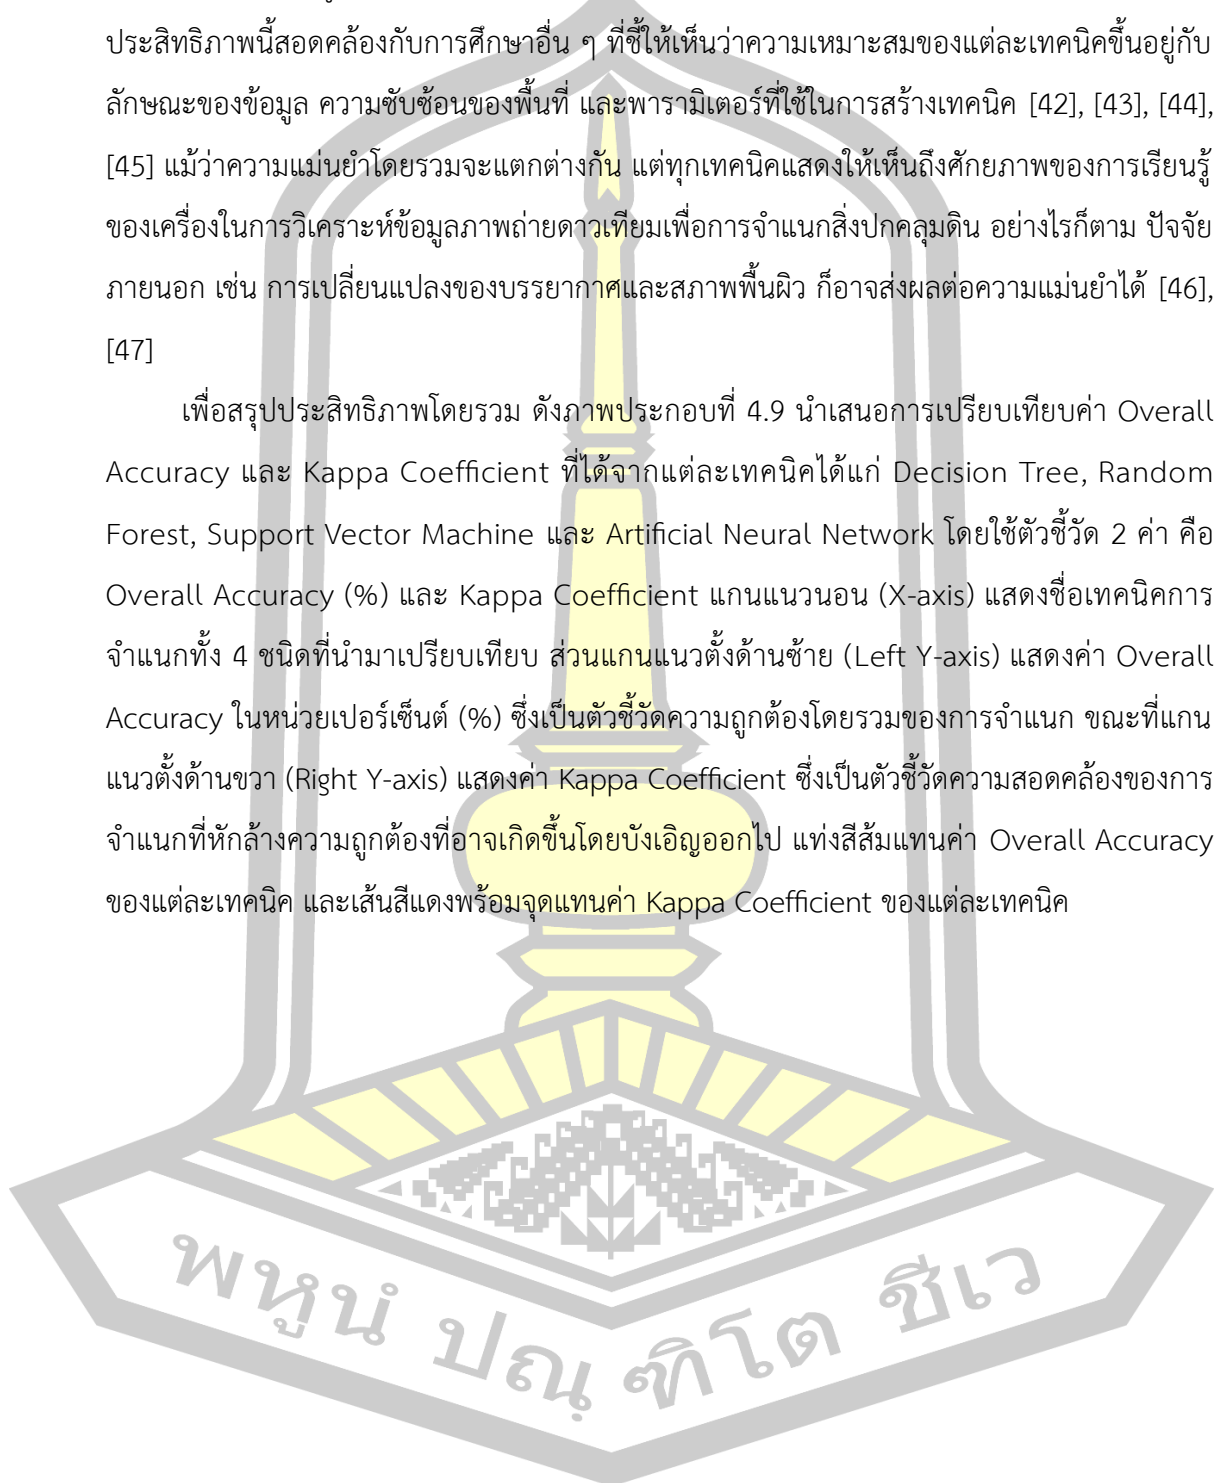 ประสิทธิภาพนี้สอดคล้องกับการศึกษาอื่น ๆ ที่ชี้ให้เห็นว่าความเหมาะสมของแต่ละเทคนิคขึ้นอยู่กับ
ลักษณะของข้อมูล ความซับซ้อนของพื้นที่ และพารามิเตอร์ที่ใช้ในการสร้างเทคนิค [42], [43], [44],
[45] แม้ว่าความแม่นยำโดยรวมจะแตกต่างกัน แต่ทุกเทคนิคแสดงให้เห็นถึงศักยภาพของการเรียนรู้
ของเครื่องในการวิเคราะห์ข้อมูลภาพถ่ายดาวเทียมเพื่อการจำแนกสิ่งปกคลุมดิน อย่างไรก็ตาม ปัจจัย
ภายนอก เช่น การเปลี่ยนแปลงของบรรยากาศและสภาพพื้นผิว ก็อาจส่งผลต่อความแม่นยำได้ [46],
[47]
เพื่อสรุปประสิทธิภาพโดยรวม ดังภาพประกอบที่ 4.9 นำเสนอการเปรียบเทียบค่า Overall
Accuracy และ Kappa Coefficient ที่ได้จากแต่ละเทคนิคได้แก่ Decision Tree, Random
Forest, Support Vector Machine และ Artificial Neural Network โดยใช้ตัวชี้วัด 2 ค่า คือ
Overall Accuracy (%) และ Kappa Coefficient แกนแนวนอน (X-axis) แสดงชื่อเทคนิคการ
จำแนกทั้ง 4 ชนิดที่นำมาเปรียบเทียบ ส่วนแกนแนวตั้งด้านซ้าย (Left Y-axis) แสดงค่า Overall
Accuracy ในหน่วยเปอร์เซ็นต์ (%) ซึ่งเป็นตัวชี้วัดความถูกต้องโดยรวมของการจำแนก ขณะที่แกน
แนวตั้งด้านขวา (Right Y-axis) แสดงค่า Kappa Coefficient ซึ่งเป็นตัวชี้วัดความสอดคล้องของการ
จำแนกที่หักล้างความถูกต้องที่อาจเกิดขึ้นโดยบังเอิญออกไป แท่งสีส้มแทนค่า Overall Accuracy
ของแต่ละเทคนิค และเส้นสีแดงพร้อมจุดแทนค่า Kappa Coefficient ของแต่ละเทคนิค
พหูนํ ปณฺฑิโต ชีเว